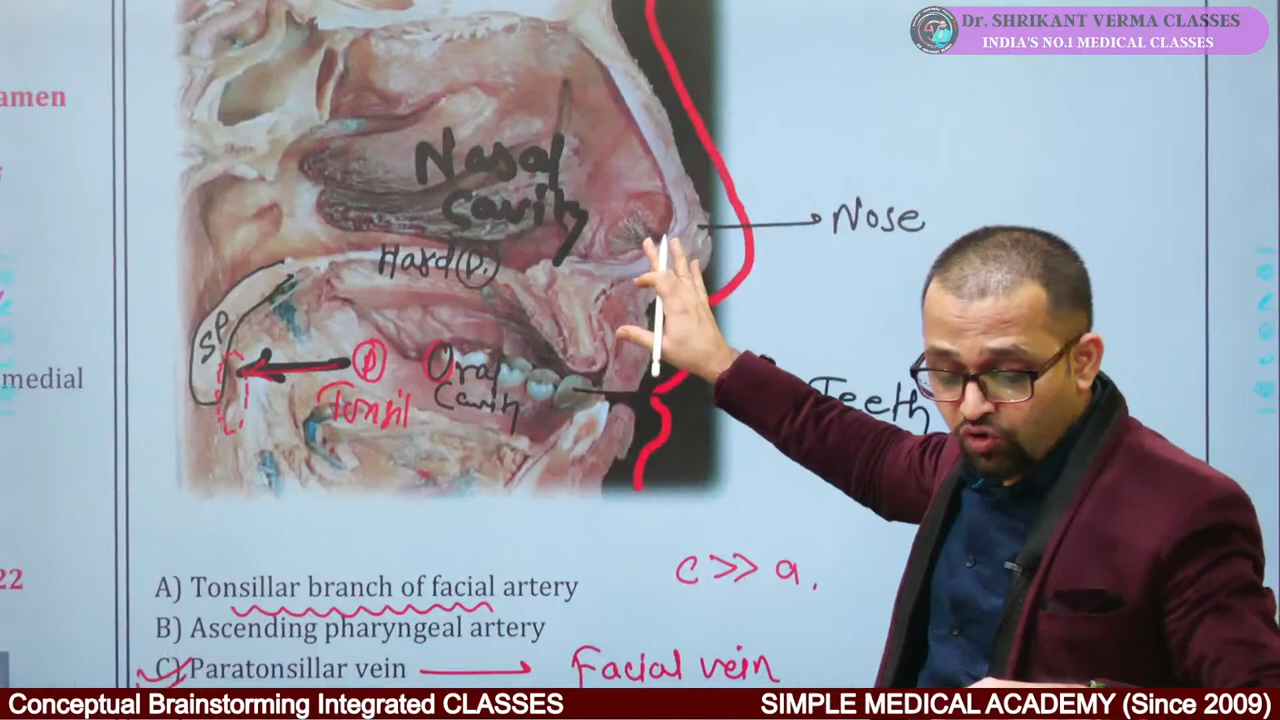 Dr. SHRIKANT VERMA CLASSES
INDIA'S NO.1 MEDICAL CLASSES
amen
medial
22
Nasal
Cavity
Nose
Hard (P.)
SP
Oral
Cavity
Tonsil
Teeth
C >> a.
A) Tonsillar branch of facial artery
B) Ascending pharyngeal artery
C) Paratonsillar vein
Facial vein
Conceptual Brainstorming Integrated CLASSES
SIMPLE MEDICAL ACADEMY (Since 2009)